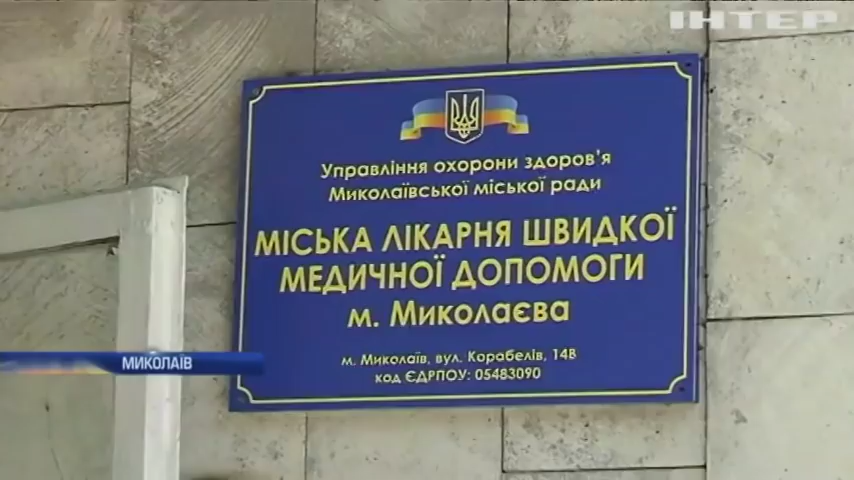 ІНТЕР
Управління охорони здоров'я
Миколаївської міської ради
МІСЬКА ЛІКАРНЯ ШВИДКОЇ
МЕДИЧНОЇ ДОПОМОГИ
м. Миколаєва
м. Миколаїв, вул. Корабелів, 14В
код ЄДРПОУ: 05483090
МИКОЛАЇВ